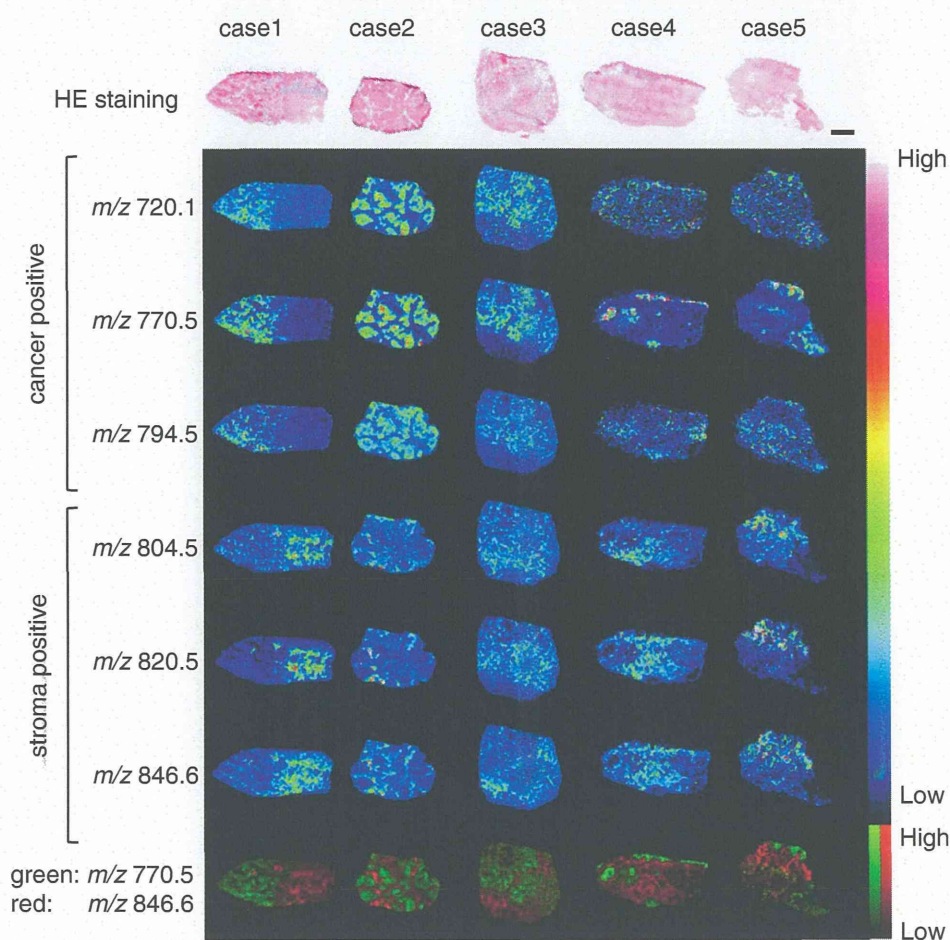 case1 case2 case3 case4 case5
HE staining
High
cancer positive
m/z 720.1
m/z 770.5
m/z 794.5
stroma positive
m/z 804.5
m/z 820.5
m/z 846.6
Low
High
green: m/z 770.5
red: m/z 846.6
Low